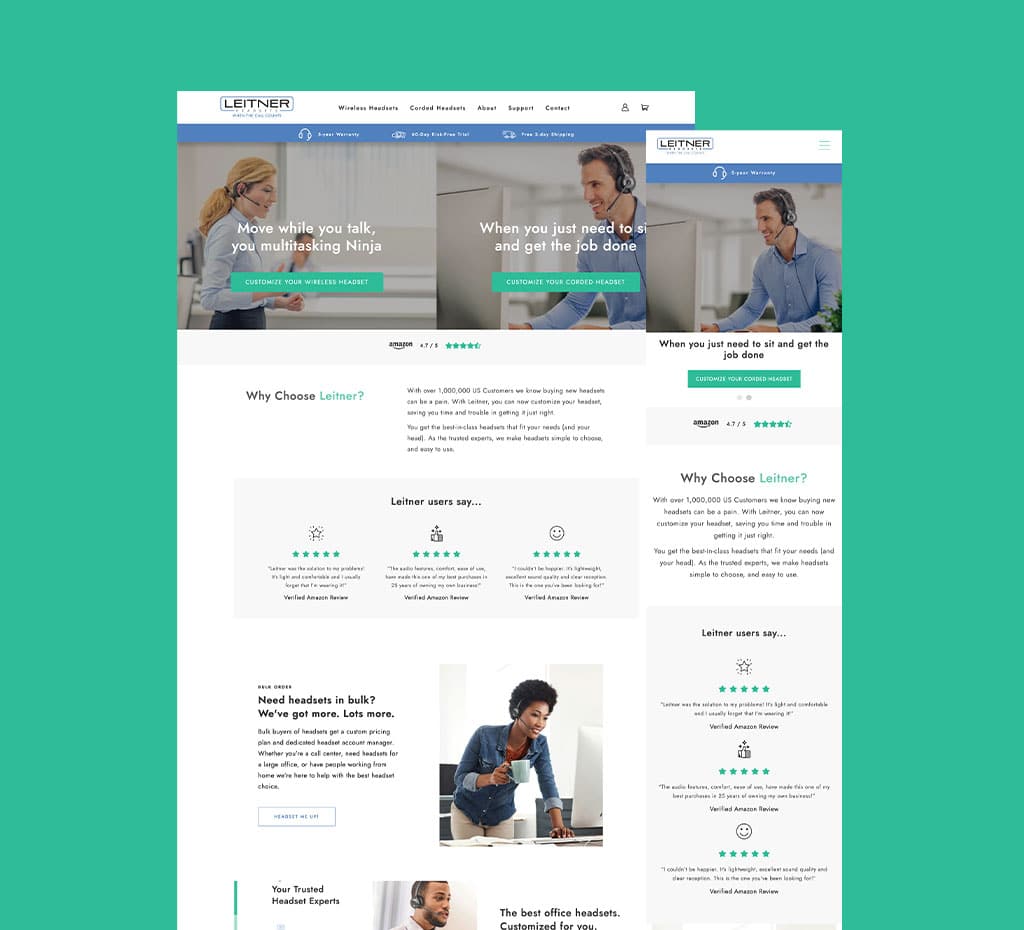 LEITNER
HEADSETS
WHEN THE CALL COUNTS
Wireless Headsets Corded Headsets About Support Contact
5-year Warranty 60-Day Risk-Free Trial Free 2-day Shipping
Move while you talk,
you multitasking Ninja
CUSTOMIZE YOUR WIRELESS HEADSET
When you just need to si
and get the job done
CUSTOMIZE YOUR CORDED HEADSET
amazon 4.7 / 5
Why Choose Leitner?
With over 1,000,000 US Customers we know buying new headsets
can be a pain. With Leitner, you can now customize your headset,
saving you time and trouble in getting it just right.
You get the best-in-class headsets that fit your needs (and your
head). As the trusted experts, we make headsets simple to choose,
and easy to use.
Leitner users say...
"Leitner was the solution to my problems!
It's light and comfortable and I usually
forget that I'm wearing it!"
Verified Amazon Review
"The audio features, comfort, ease of use,
have made this one of my best purchases in
25 years of owning my own business!"
Verified Amazon Review
"I couldn't be happier. It's lightweight,
excellent sound quality and clear reception.
This is the one you've been looking for!"
Verified Amazon Review
BULK ORDER
Need headsets in bulk?
We've got more. Lots more.
Bulk buyers of headsets get a custom pricing
plan and dedicated headset account manager.
Whether you're a call center, need headsets for
a large office, or have people working from
home we're here to help with the best headset
choice.
HEADSET ME UP!
Your Trusted
Headset Experts
The best office headsets.
Customized for you.
LEITNER
HEADSETS
WHEN THE CALL COUNTS
5-year Warranty
When you just need to sit and get the
job done
CUSTOMIZE YOUR CORDED HEADSET
amazon 4.7 / 5
Why Choose Leitner?
With over 1,000,000 US Customers we know buying new
headsets can be a pain. With Leitner, you can now
customize your headset, saving you time and trouble in
getting it just right.
You get the best-in-class headsets that fit your needs (and
your head). As the trusted experts, we make headsets
simple to choose, and easy to use.
Leitner users say...
"Leitner was the solution to my problems! It's light and comfortable
and I usually forget that I'm wearing it!"
Verified Amazon Review
"The audio features, comfort, ease of use, have made this one of my
best purchases in 25 years of owning my own business!"
Verified Amazon Review
"I couldn't be happier. It's lightweight, excellent sound quality and
clear reception. This is the one you've been looking for!"
Verified Amazon Review